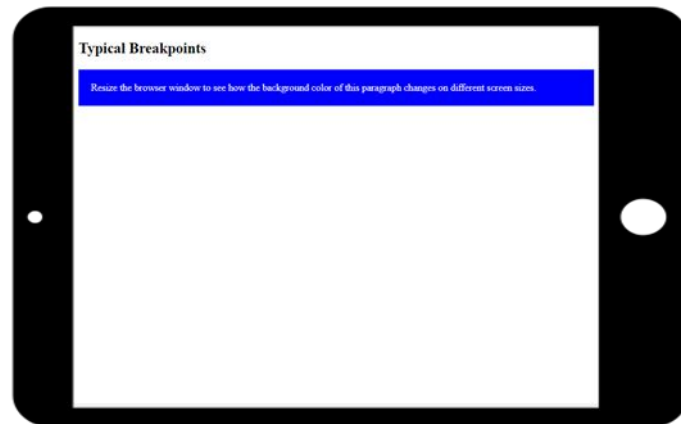 Typical Breakpoints
Resize the browser window to see how the background color of this paragraph changes on different screen sizes.